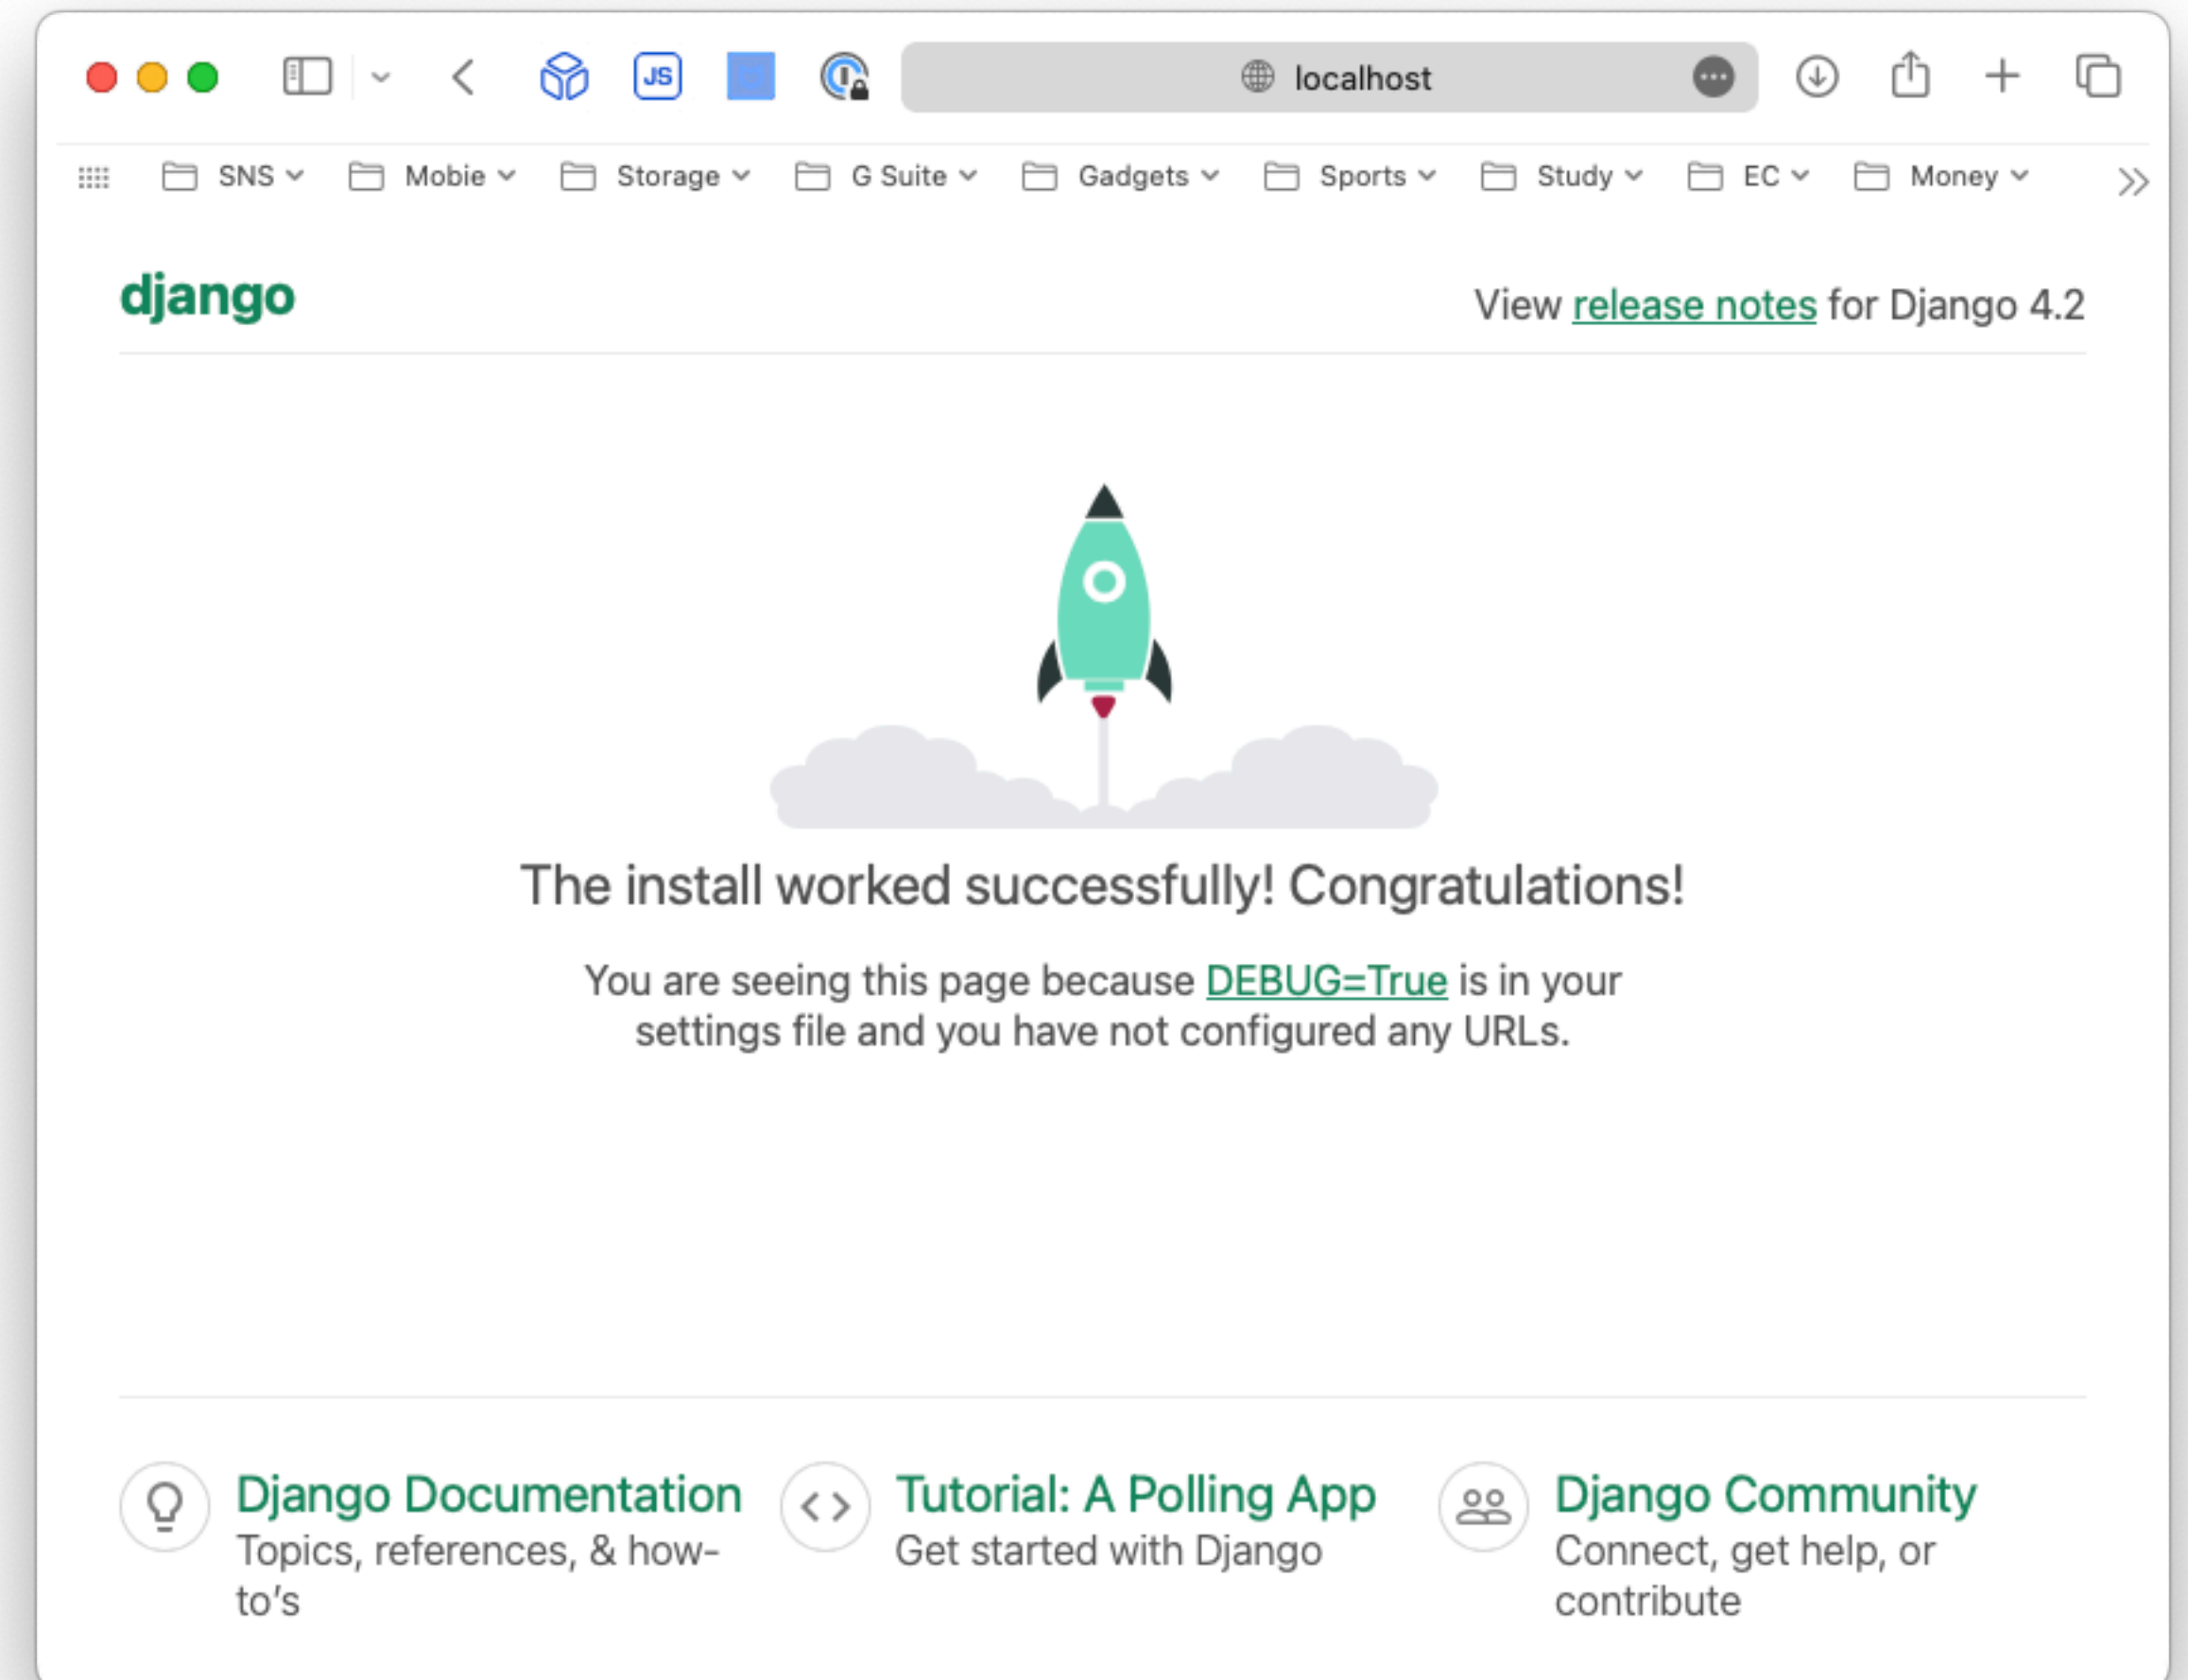 JS
localhost
SNS Mobie Storage G Suite Gadgets Sports Study EC Money
django
View release notes for Django 4.2
The install worked successfully! Congratulations!
You are seeing this page because DEBUG=True is in your
settings file and you have not configured any URLs.
Django Documentation
Topics, references, & how-
to's
Tutorial: A Polling App
Get started with Django
Django Community
Connect, get help, or
contribute